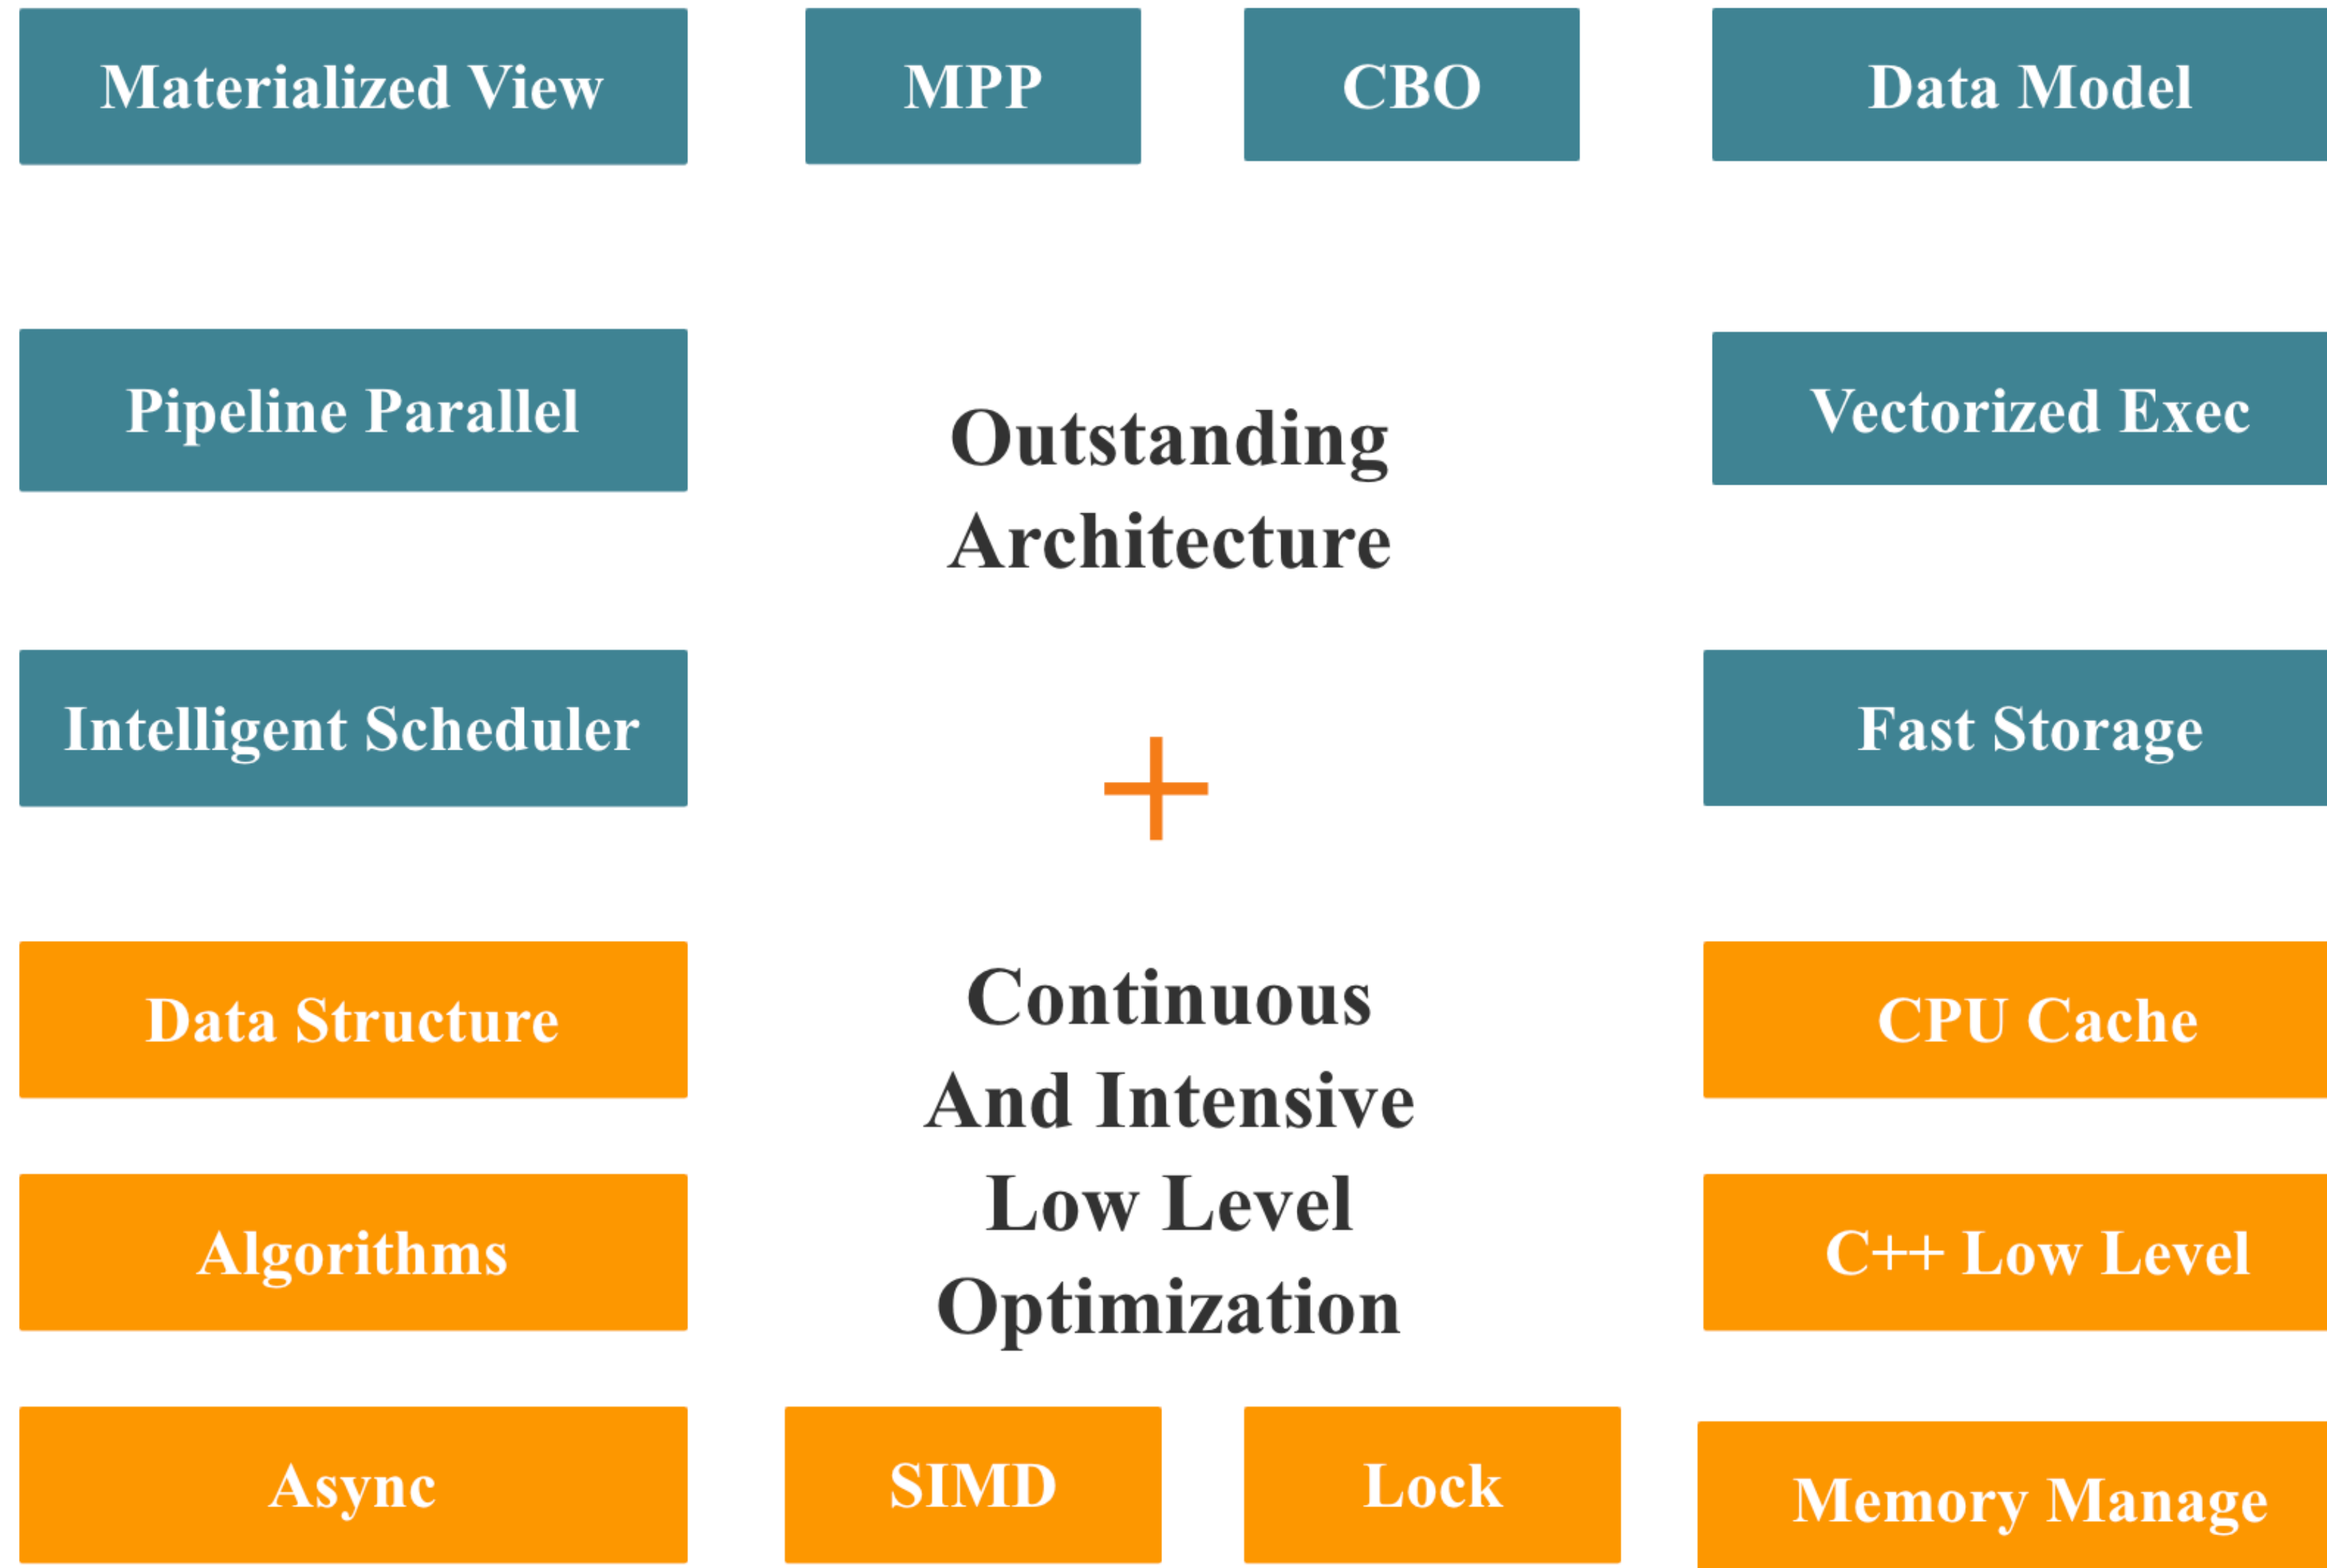 Materialized View
MPP
CBO
Data Model
Pipeline Parallel
Vectorized Exec
Outstanding
Architecture
Intelligent Scheduler
Fast Storage
+
Data Structure
CPU Cache
Continuous
And Intensive
Low Level
Optimization
Algorithms
C++ Low Level
Async
SIMD
Lock
Memory Manage